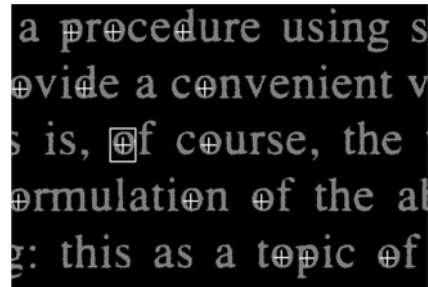 a procedure using s
ovide a convenient v
s is, of course, the
ormulation of the ab
g: this as a topic of